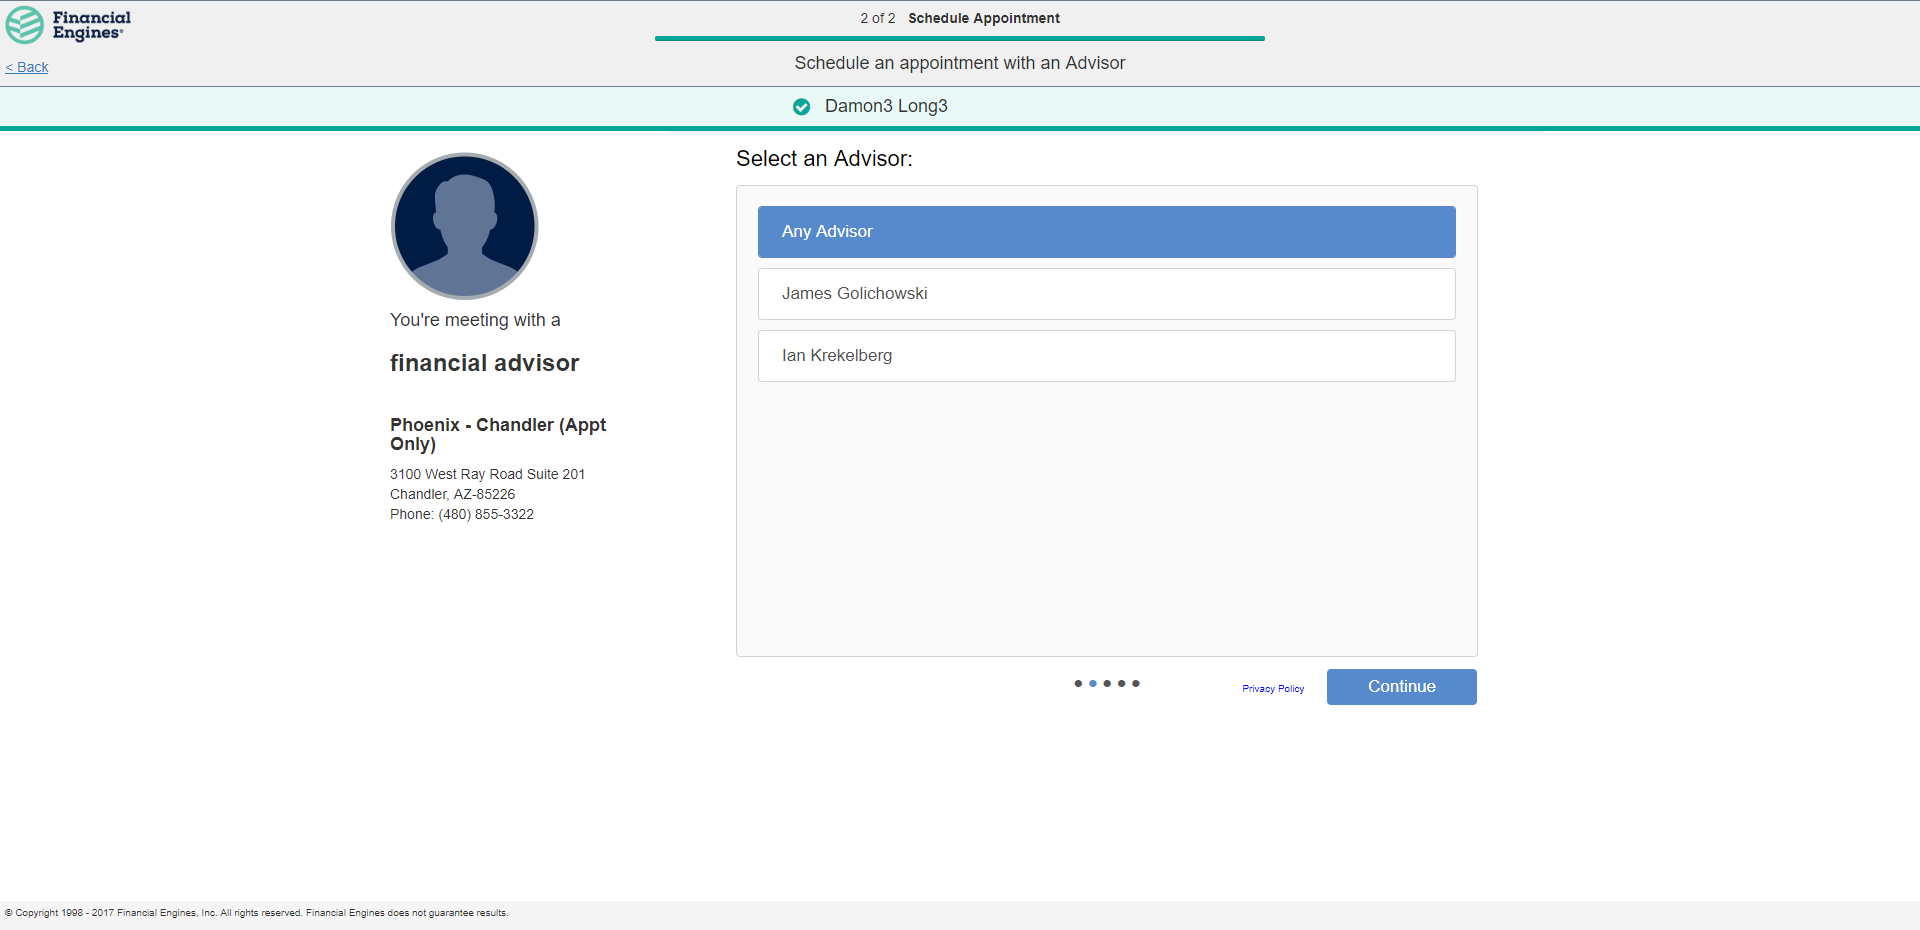 Financial
Engines®
2 of 2 Schedule Appointment
< Back
Schedule an appointment with an Advisor
Damon3 Long3
Select an Advisor:
Any Advisor
James Golichowski
Ian Krekelberg
You're meeting with a
financial advisor
Phoenix - Chandler (Appt
Only)
3100 West Ray Road Suite 201
Chandler, AZ-85226
Phone: (480) 855-3322
Privacy Policy
Continue
© Copyright 1998 - 2017 Financial Engines, Inc. All rights reserved. Financial Engines does not guarantee results.